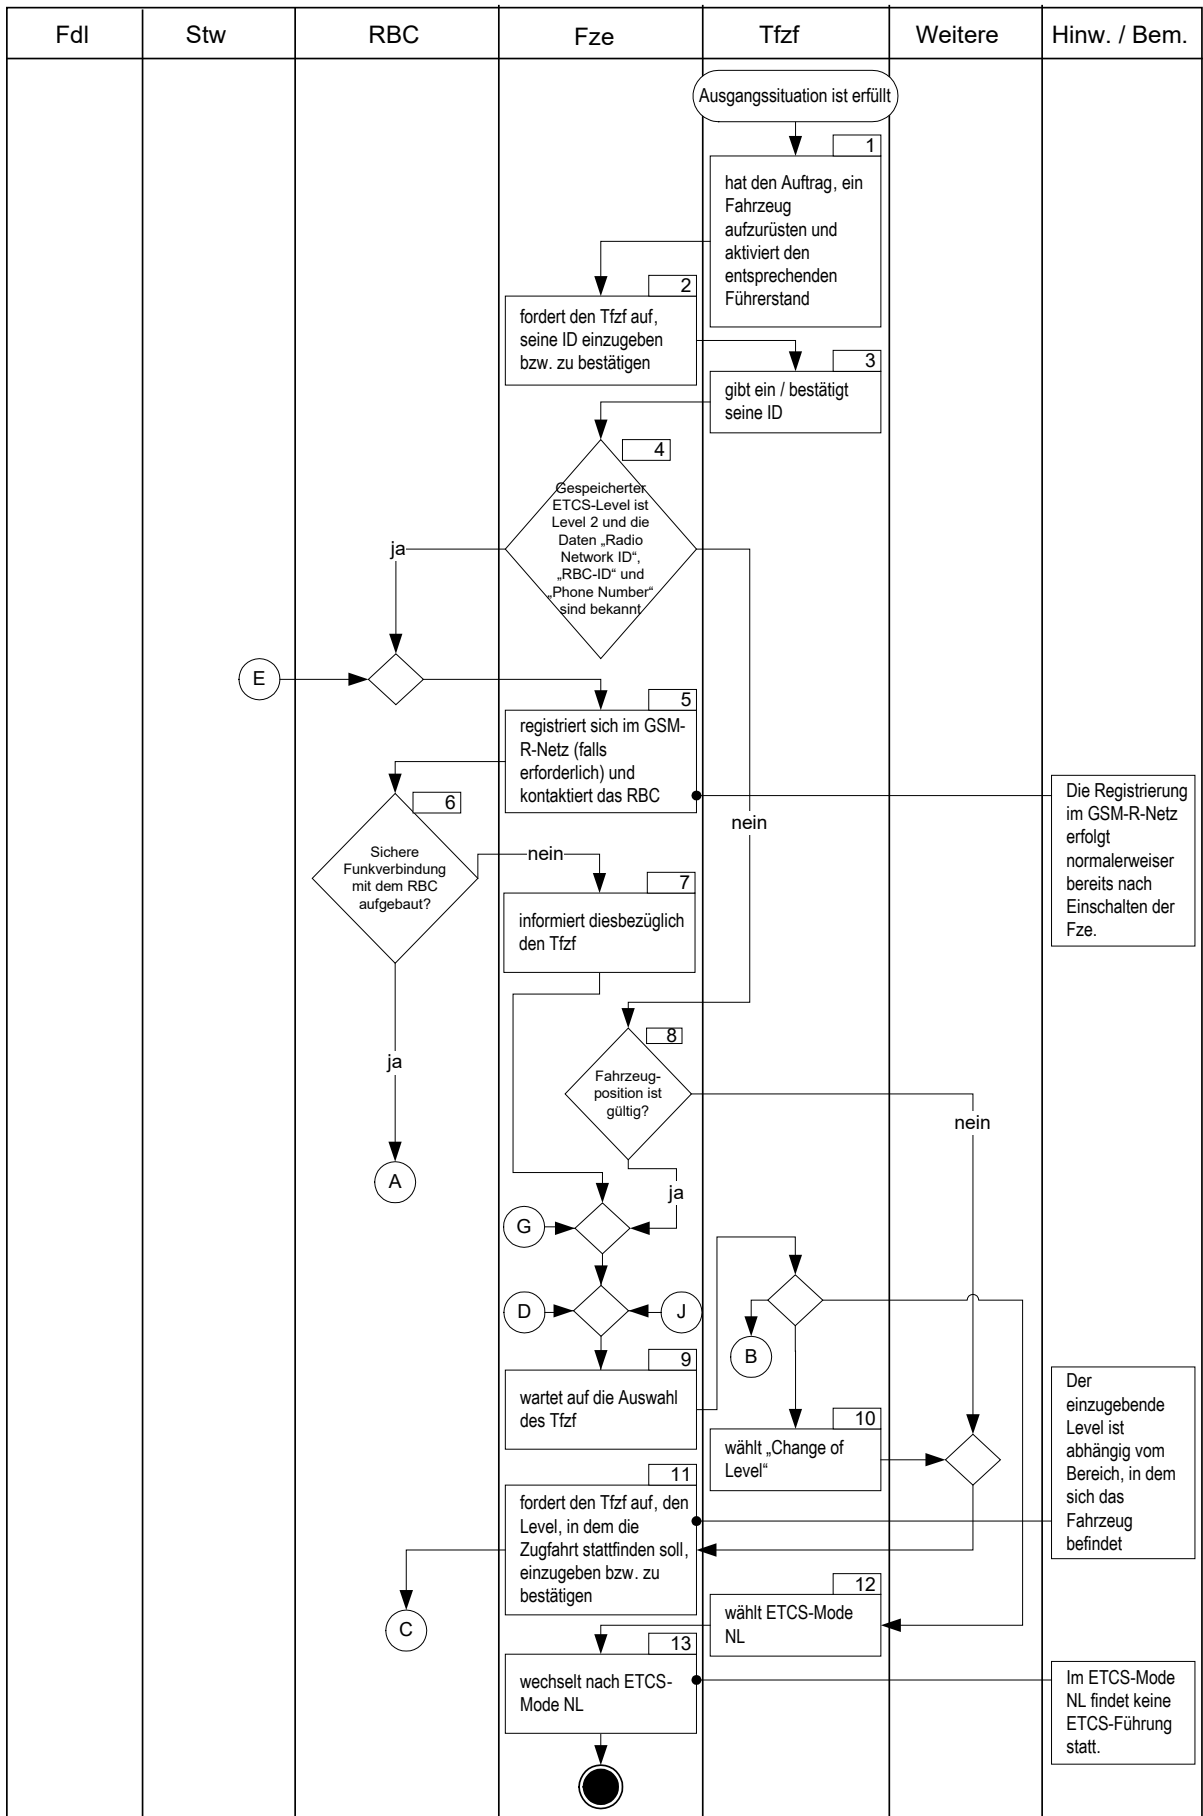 Fdl
Stw
RBC
Fze
Tfzf
Weitere
Hinw. / Bem.
Ausgangssituation ist erfüllt
1
hat den Auftrag, ein
Fahrzeug
aufzurüsten und
aktiviert den
entsprechenden
Führerstand
2
fordert den Tfzf auf,
seine ID einzugeben
bzw. zu bestätigen
3
gibt ein / bestätigt
seine ID
4
Gespeicherter
ETCS-Level ist
Level 2 und die
Daten „Radio
Network ID“,
„RBC-ID“ und
„Phone Number“
sind bekannt
ja
nein
E
5
registriert sich im GSM-
R-Netz (falls
erforderlich) und
kontaktiert das RBC
Die Registrierung
im GSM-R-Netz
erfolgt
normalerweiser
bereits nach
Einschalten der
Fze.
6
Sichere
Funkverbindung
mit dem RBC
aufgebaut?
nein
ja
7
informiert diesbezüglich
den Tfzf
8
Fahrzeug-
position ist
gültig?
nein
ja
A
G
D
J
B
9
wartet auf die Auswahl
des Tfzf
10
wählt „Change of
Level“
Der
einzugebende
Level ist
abhängig vom
Bereich, in dem
sich das
Fahrzeug
befindet
11
fordert den Tfzf auf, den
Level, in dem die
Zugfahrt stattfinden soll,
einzugeben bzw. zu
bestätigen
C
12
wählt ETCS-Mode
NL
13
wechselt nach ETCS-
Mode NL
Im ETCS-Mode
NL findet keine
ETCS-Führung
statt.